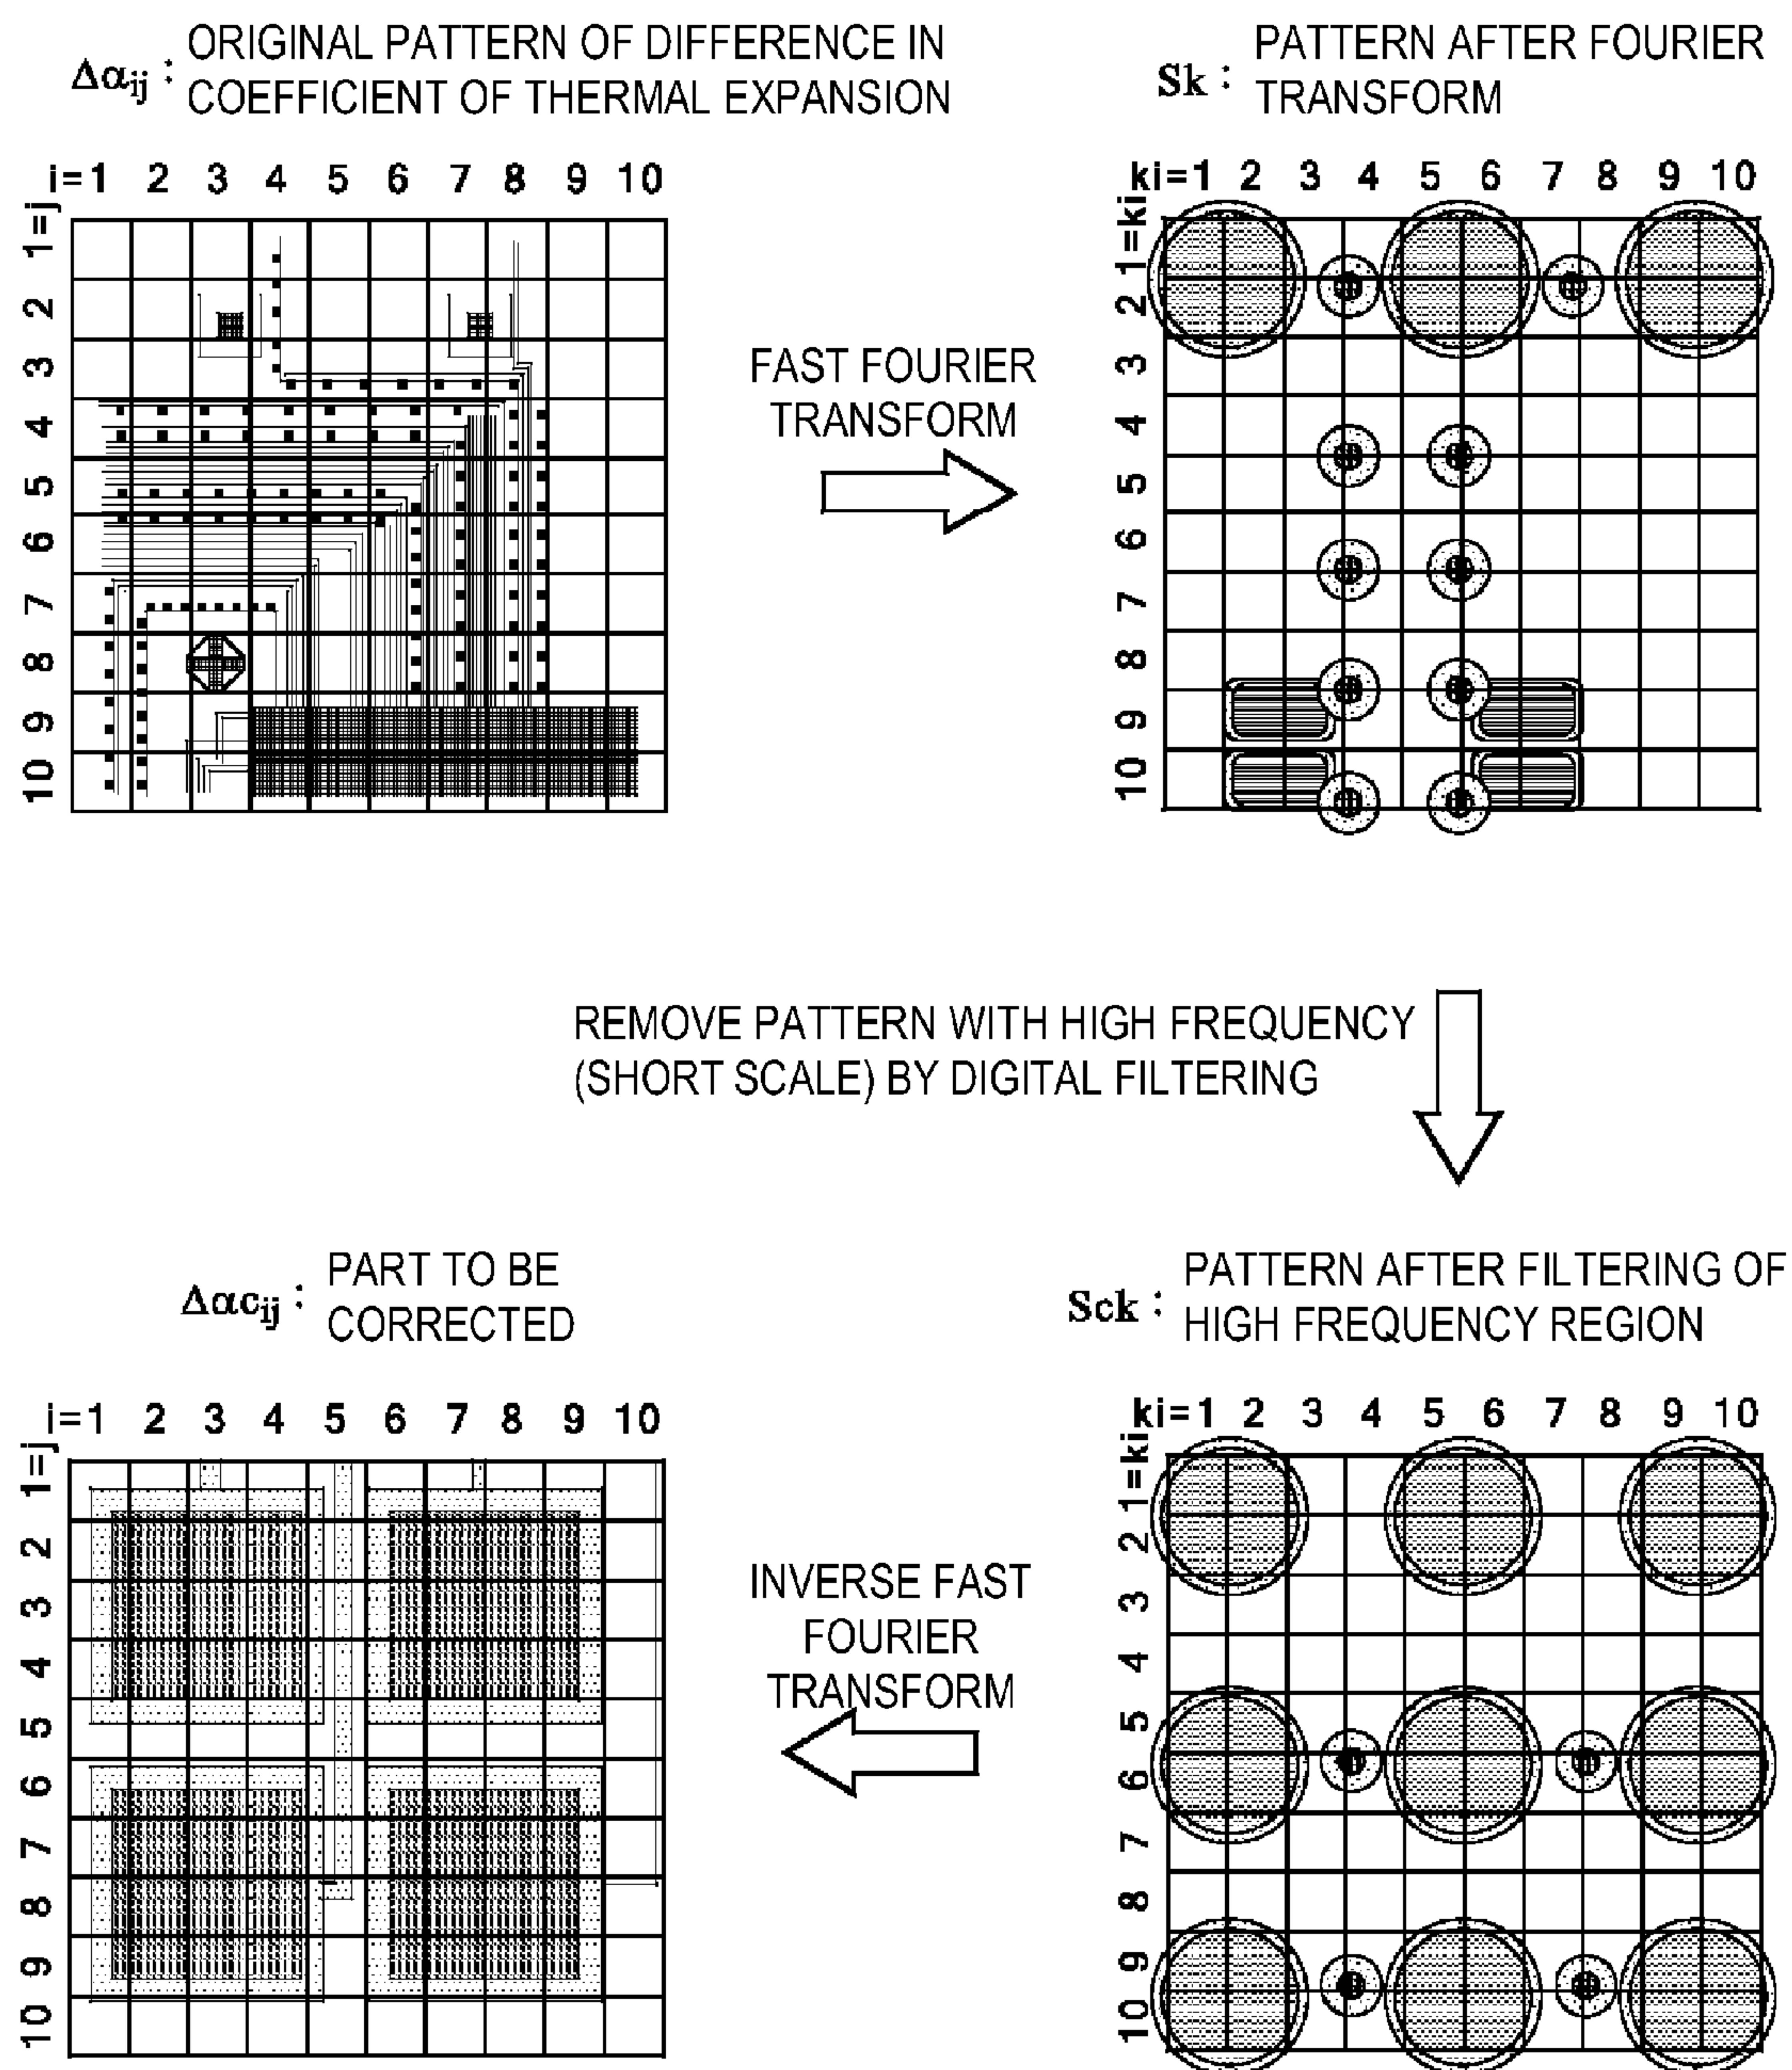 Δαij : ORIGINAL PATTERN OF DIFFERENCE IN
COEFFICIENT OF THERMAL EXPANSION
i=1 2 3 4 5 6 7 8 9 10
1=j 2 3 4 5 6 7 8 9 10
FAST FOURIER
TRANSFORM
Sk : PATTERN AFTER FOURIER
TRANSFORM
ki=1 2 3 4 5 6 7 8 9 10
1=ki 2 3 4 5 6 7 8 9 10
REMOVE PATTERN WITH HIGH FREQUENCY
(SHORT SCALE) BY DIGITAL FILTERING
Δαcij : PART TO BE
CORRECTED
i=1 2 3 4 5 6 7 8 9 10
1=j 2 3 4 5 6 7 8 9 10
INVERSE FAST
FOURIER
TRANSFORM
Sck : PATTERN AFTER FILTERING OF
HIGH FREQUENCY REGION
ki=1 2 3 4 5 6 7 8 9 10
1=ki 2 3 4 5 6 7 8 9 10